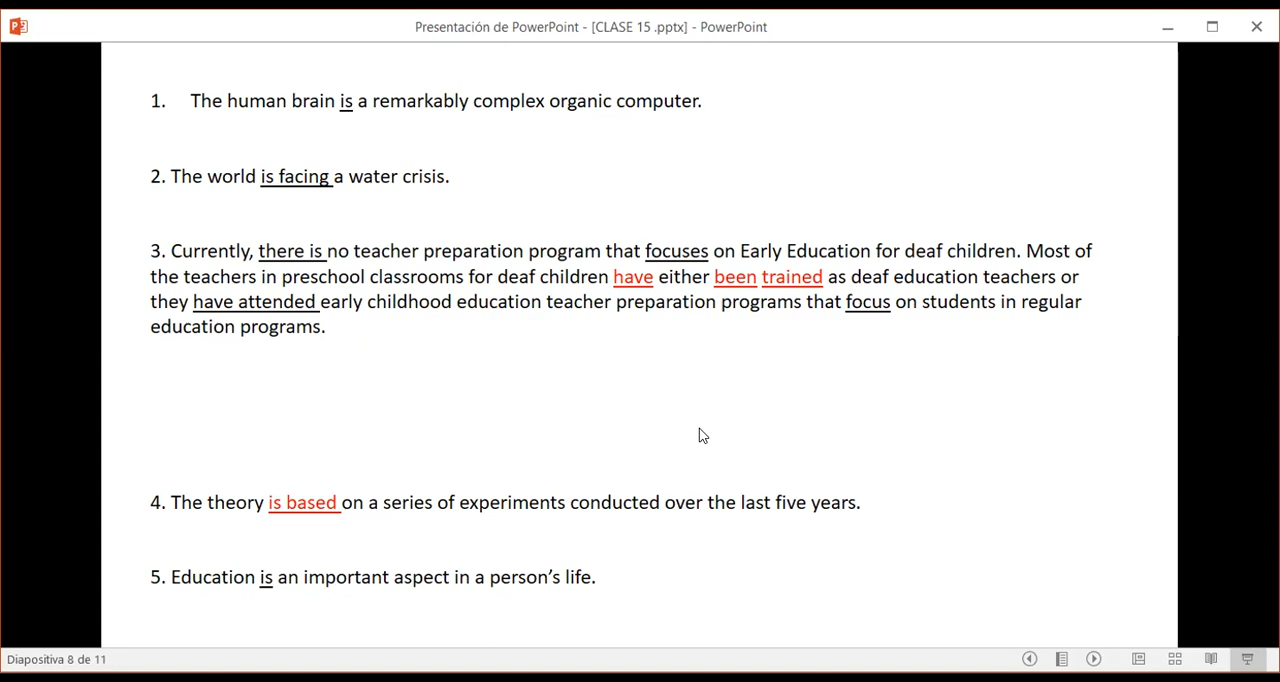 Presentación de PowerPoint - [CLASE 15 .pptx] - PowerPoint
1. The human brain is a remarkably complex organic computer.
2. The world is facing a water crisis.
3. Currently, there is no teacher preparation program that focuses on Early Education for deaf children. Most of
the teachers in preschool classrooms for deaf children have either been trained as deaf education teachers or
they have attended early childhood education teacher preparation programs that focus on students in regular
education programs.
4. The theory is based on a series of experiments conducted over the last five years.
5. Education is an important aspect in a person’s life.
Diapositiva 8 de 11